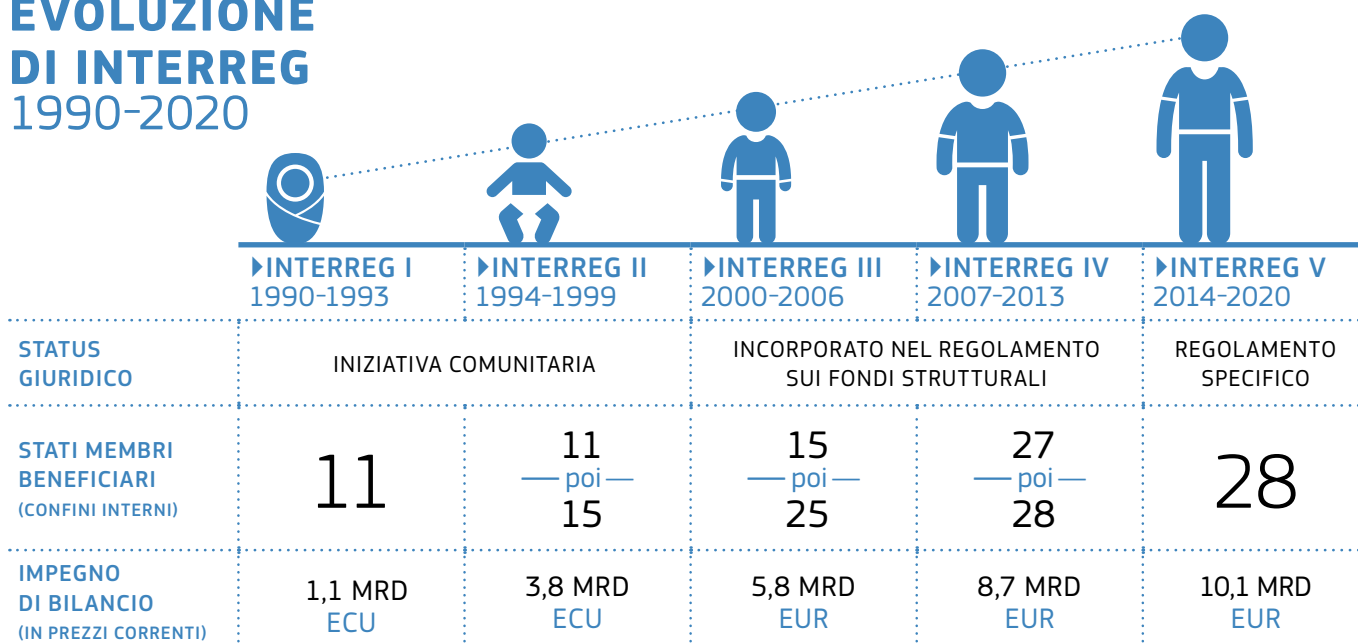 EVOLUZIONE
DI INTERREG
1990-2020
INTERREG I
1990-1993
INTERREG II
1994-1999
INTERREG III
2000-2006
INTERREG IV
2007-2013
INTERREG V
2014-2020
STATUS
GIURIDICO
INIZIATIVA COMUNITARIA
INCORPORATO NEL REGOLAMENTO
SUI FONDI STRUTTURALI
REGOLAMENTO
SPECIFICO
STATI MEMBRI
BENEFICIARI
(CONFINI INTERNI)
11
11
poi
15
15
poi
25
27
poi
28
28
IMPEGNO
DI BILANCIO
(IN PREZZI CORRENTI)
1,1 MRD
ECU
3,8 MRD
ECU
5,8 MRD
EUR
8,7 MRD
EUR
10,1 MRD
EUR